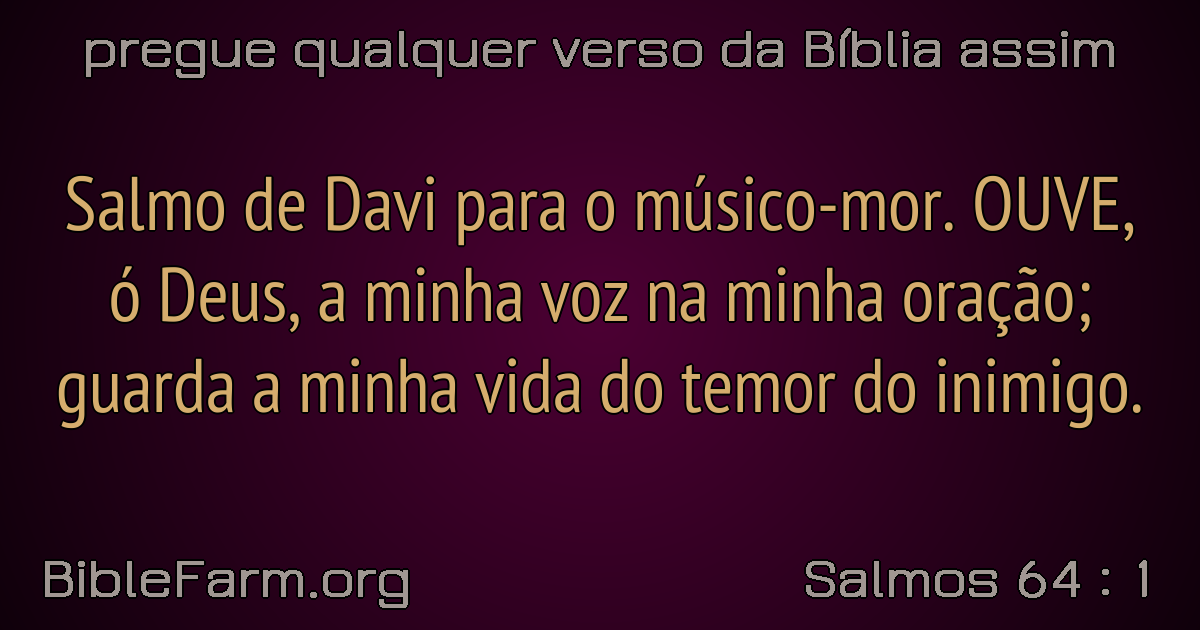 pregue qualquer verso da Bíblia assim
Salmo de Davi para o músico-mor. OUVE,
ó Deus, a minha voz na minha oração;
guarda a minha vida do temor do inimigo.
BibleFarm.org
Salmos 64 : 1